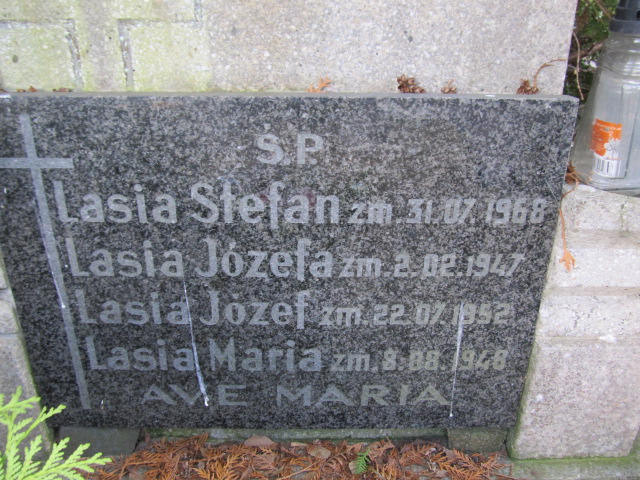 Ś.P.
Lasia Stefan zm. 31.07.1968
Lasia Józefa zm. 2.02.1947
Lasia Józef zm. 22.07.1952
Lasia Maria zm. 8.08.1948
AVE MARIA